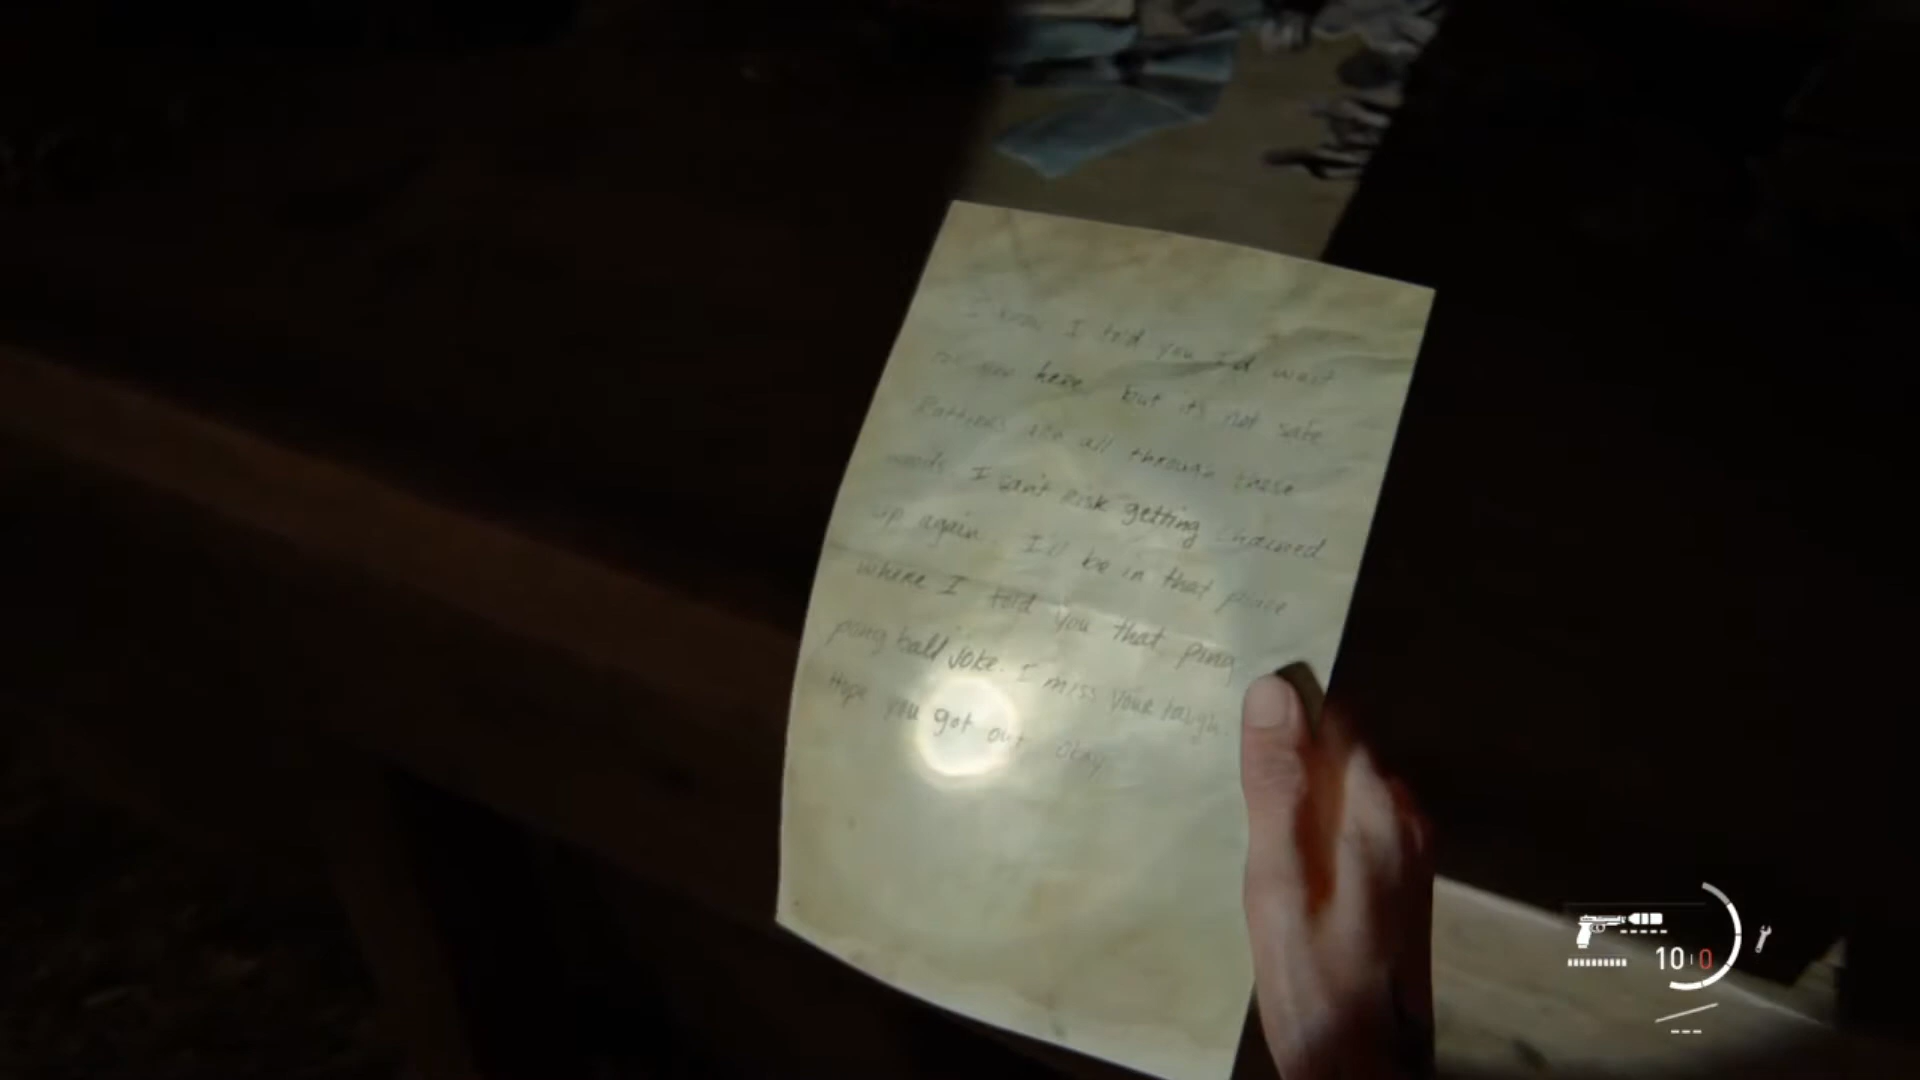 I know I told you I'd wait
for you here but it's not safe
Rattlers are all through these
woods. I can't risk getting chained
up again. I'll be in that place
where I told you that ping
pong ball joke. I miss your laugh.
Hope you got out okay
10 0